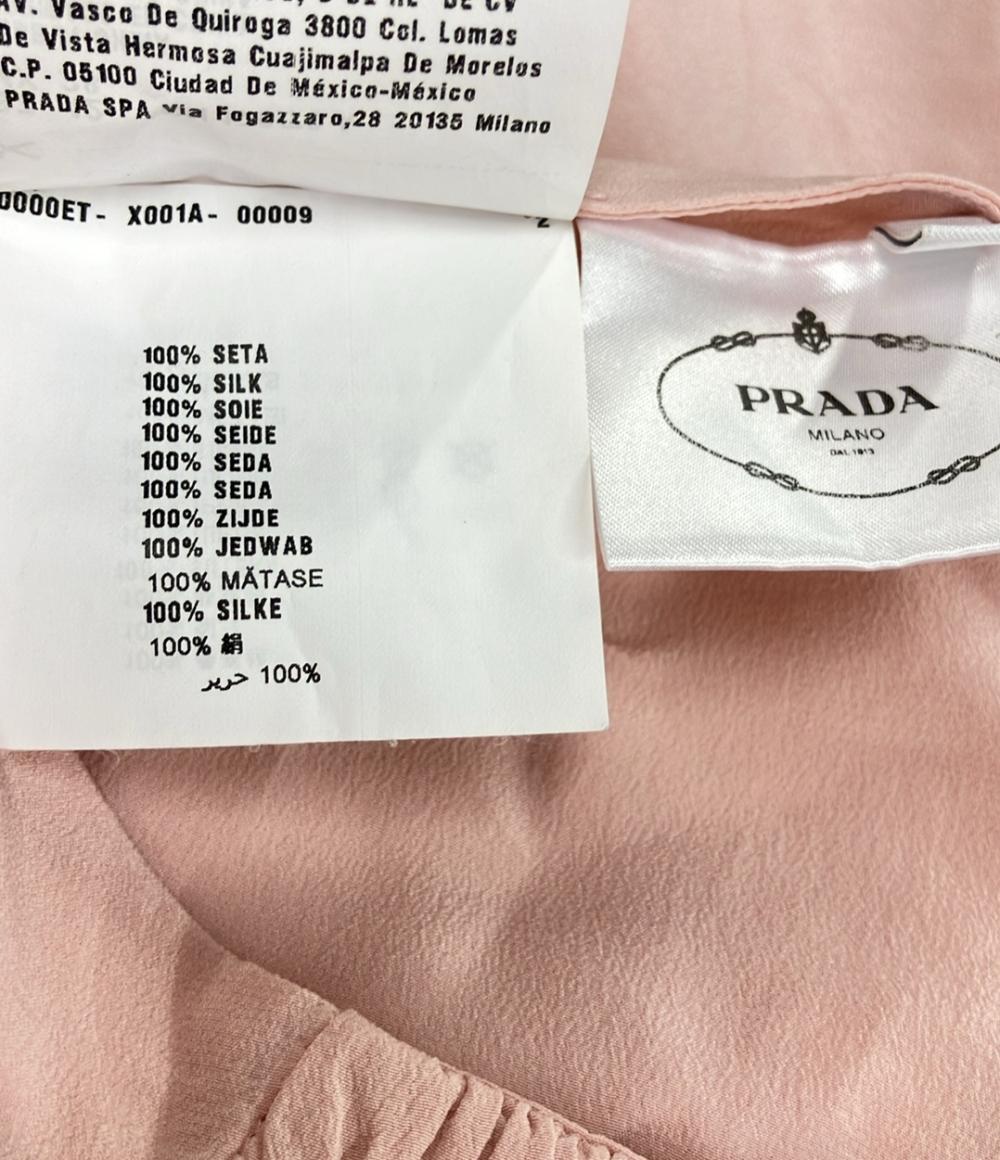 AV. Vasco De Quiroga 3800 Col. Lomas
De Vista Hermosa Cuajimalpa De Morelos
C.P. 05100 Ciudad De México-México
PRADA SPA Via Fogazzaro,28 20135 Milano
0000ET- X001A- 00009
100% SETA
100% SILK
100% SOIE
100% SEIDE
100% SEDA
100% SEDA
100% ZIJDE
100% JEDWAB
100% MĂTASE
100% SILKE
100% 絹
100% حرير
PRADA
MILANO
DAL 1913